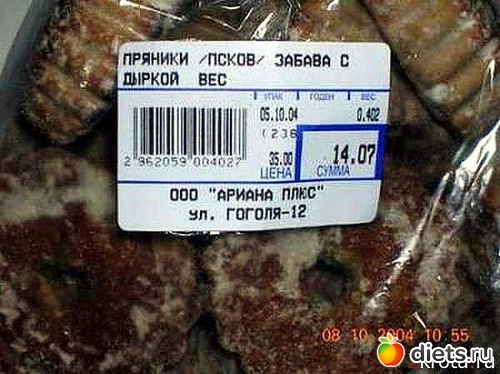 ПРЯНИКИ /ПСКОВ/ ЗАБАВА С
ДЫРКОЙ ВЕС
УПАК ГОДЕН ВЕС
05.10.04 0.402
35.00 14.07
ЦЕНА СУММА
2 962059 004027
ООО "АРИАНА ПЛЮС"
УЛ. ГОГОЛЯ-12
08 10 2004 10 55
diets.ru